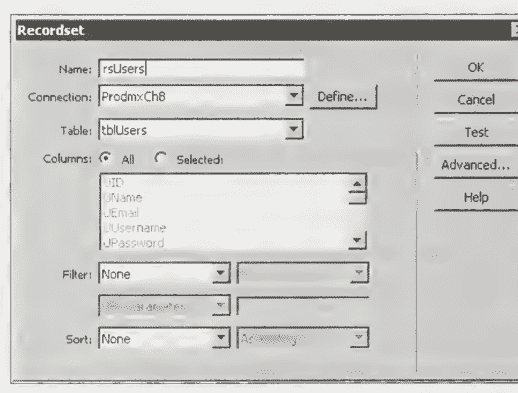 Recordset
Name: rsUsers
OK
Connection: ProdmxCh8 Define...
Cancel
Table: tblUsers
Test
Columns: All Selected:
Advanced...
UID
UName
UEmail
UUsername
UPassword
Help
Filter: None
Sort: None Ascending